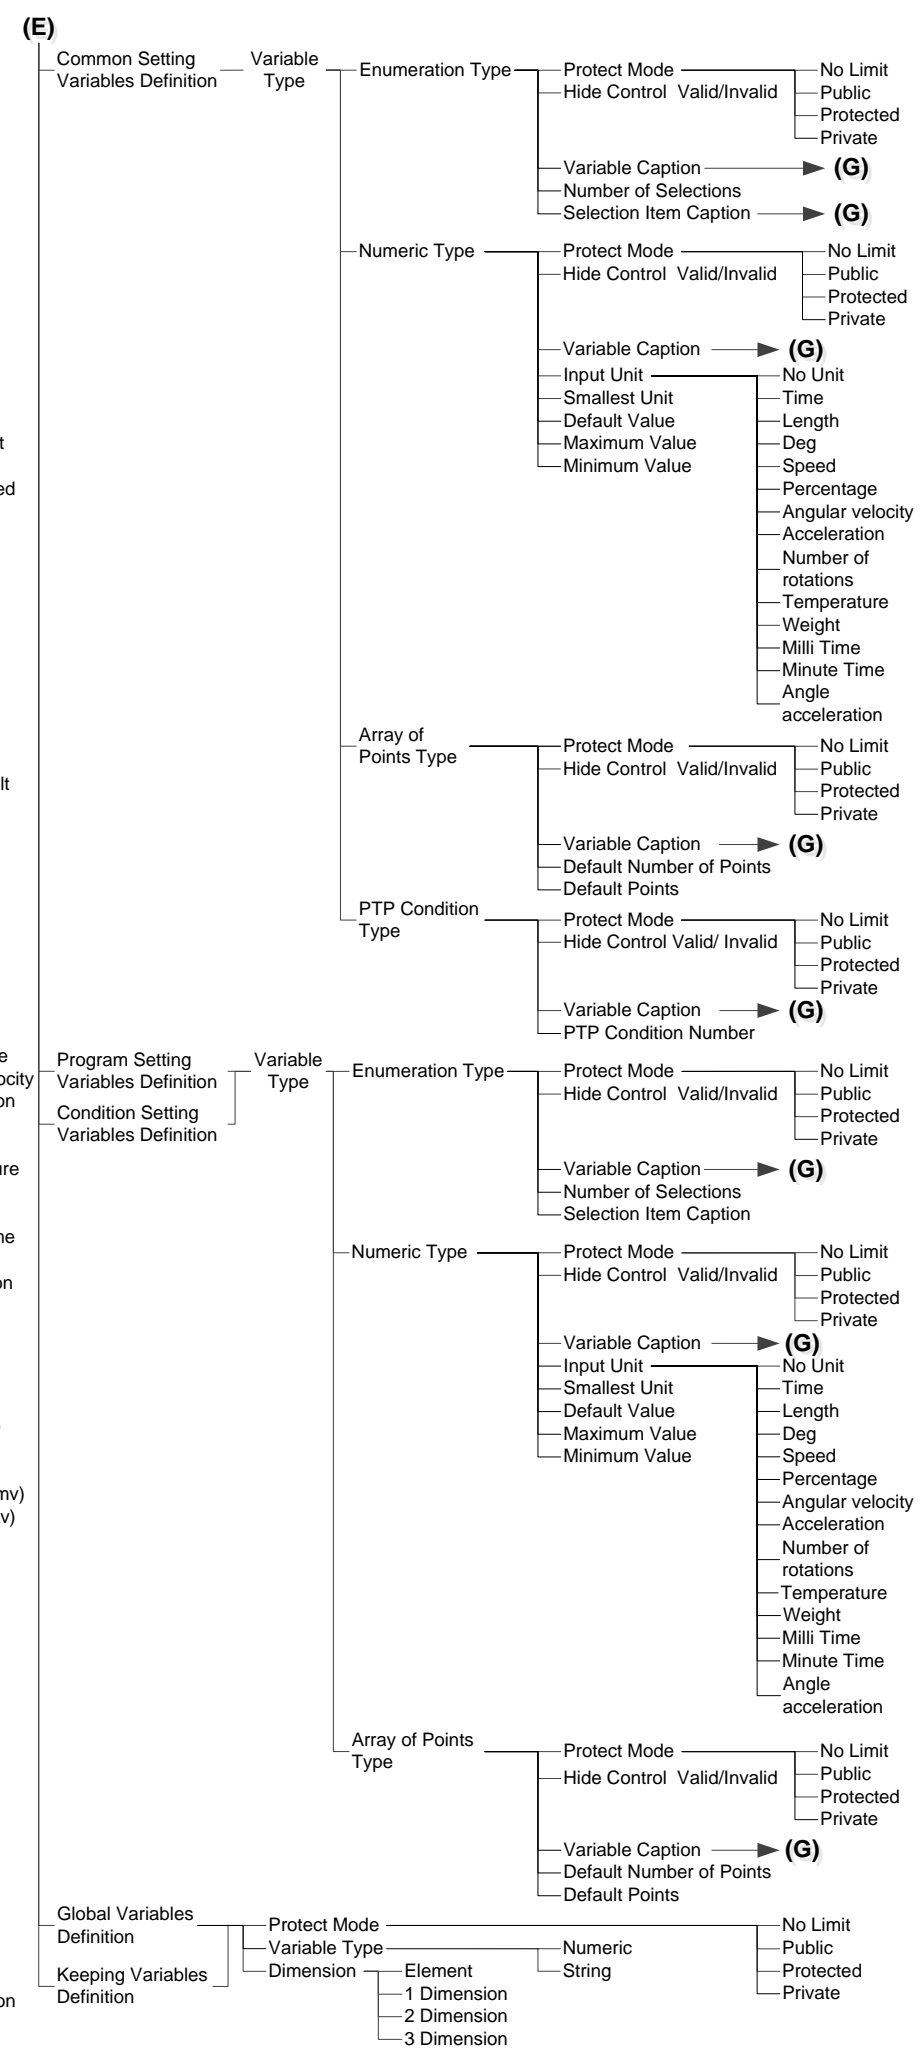 (E)
Common Setting
Variables Definition
Variable
Type
Enumeration Type
Protect Mode
No Limit
Hide Control Valid/Invalid
Public
Protected
Private
Variable Caption
(G)
Number of Selections
Selection Item Caption
(G)
Numeric Type
Protect Mode
No Limit
Hide Control Valid/Invalid
Public
Protected
Private
Variable Caption
(G)
Input Unit
No Unit
Smallest Unit
Time
Default Value
Length
Maximum Value
Deg
Minimum Value
Speed
Percentage
Angular velocity
Acceleration
Number of
rotations
Temperature
Weight
Milli Time
Minute Time
Angle
acceleration
Array of
Points Type
Protect Mode
No Limit
Hide Control Valid/Invalid
Public
Protected
Private
Variable Caption
(G)
Default Number of Points
Default Points
PTP Condition
Type
Protect Mode
No Limit
Hide Control Valid/ Invalid
Public
Protected
Private
Variable Caption
(G)
PTP Condition Number
Program Setting
Variables Definition
Condition Setting
Variables Definition
Variable
Type
Enumeration Type
Protect Mode
No Limit
Hide Control Valid/Invalid
Public
Protected
Private
Variable Caption
(G)
Number of Selections
Selection Item Caption
Numeric Type
Protect Mode
No Limit
Hide Control Valid/Invalid
Public
Protected
Private
Variable Caption
(G)
Input Unit
No Unit
Smallest Unit
Time
Default Value
Length
Maximum Value
Deg
Minimum Value
Speed
Percentage
Angular velocity
Acceleration
Number of
rotations
Temperature
Weight
Milli Time
Minute Time
Angle
acceleration
Array of Points
Type
Protect Mode
No Limit
Hide Control Valid/Invalid
Public
Protected
Private
Variable Caption
(G)
Default Number of Points
Default Points
Global Variables
Definition
Keeping Variables
Definition
Protect Mode
No Limit
Public
Protected
Private
Variable Type
Numeric
String
Dimension
Element
1 Dimension
2 Dimension
3 Dimension